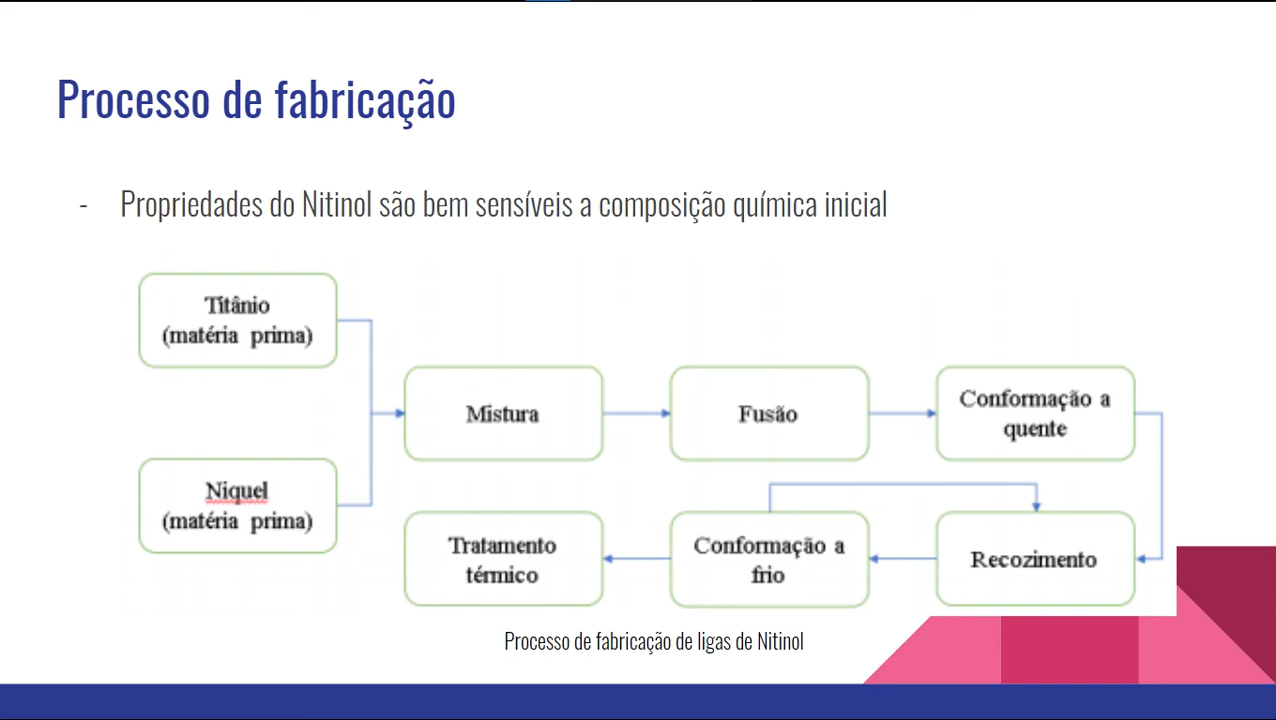 Processo de fabricação
- Propriedades do Nitinol são bem sensíveis a composição química inicial
Titânio
(matéria prima)
Niquel
(matéria prima)
Mistura
Fusão
Conformação a
quente
Recozimento
Conformação a
frio
Tratamento
térmico
Processo de fabricação de ligas de Nitinol